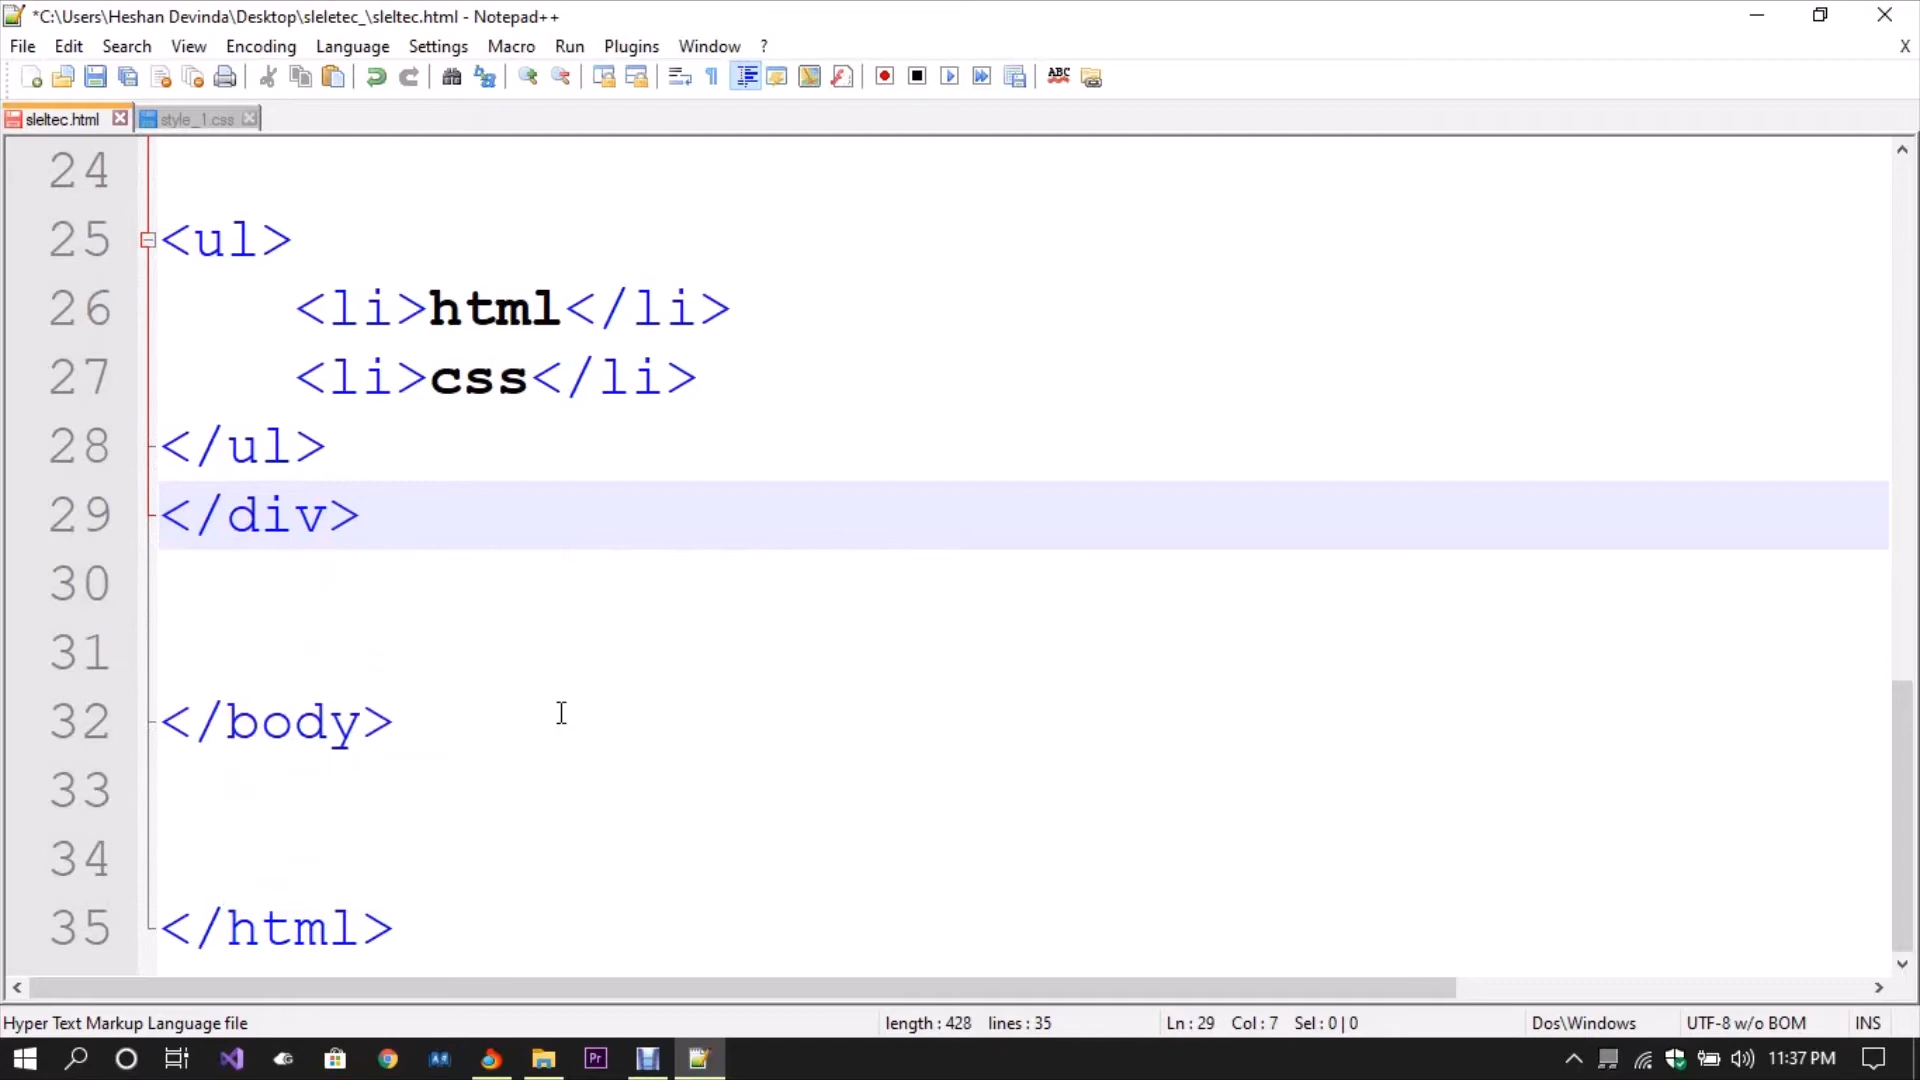 *C:\Users\Heshan Devinda\Desktop\sleletec_\sleltec.html - Notepad++
File Edit Search View Encoding Language Settings Macro Run Plugins Window ? X
ABC
sleltec.html style_1.css
24
25 <ul>
26 <li>html</li>
27 <li>css</li>
28 </ul>
29 </div>
30
31
32 </body>
33
34
35 </html>
Hyper Text Markup Language file length : 428 lines : 35 Ln : 29 Col : 7 Sel : 0 | 0 Dos\Windows UTF-8 w/o BOM INS
Pr 11:37 PM